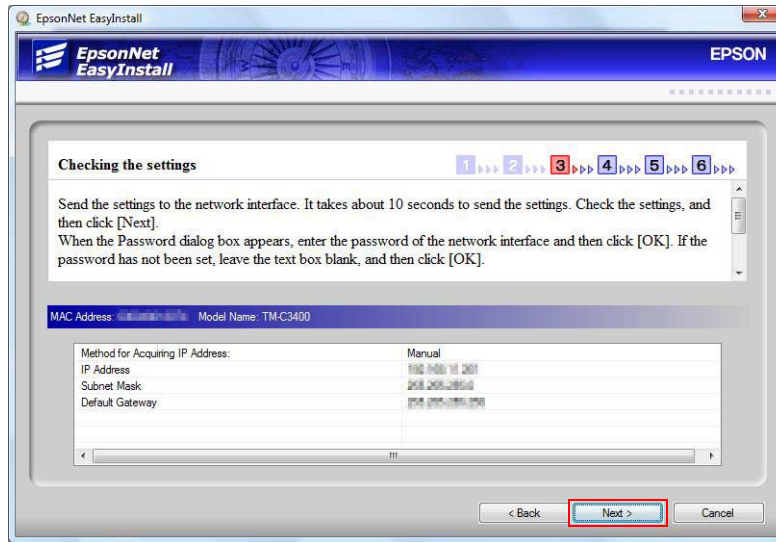 EpsonNet EasyInstall
EpsonNet
EasyInstall
EPSON
Checking the settings
1 2 3 4 5 6
Send the settings to the network interface. It takes about 10 seconds to send the settings. Check the settings, and
then click [Next].
When the Password dialog box appears, enter the password of the network interface and then click [OK]. If the
password has not been set, leave the text box blank, and then click [OK].
MAC Address: Model Name: TM-C3400
Method for Acquiring IP Address: Manual
IP Address
Subnet Mask
Default Gateway
< Back Next > Cancel